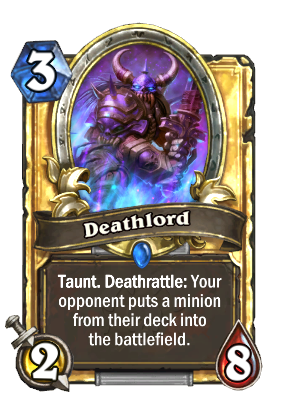 3
Deathlord
Taunt. Deathrattle: Your
opponent puts a minion
from their deck into
the battlefield.
2
8